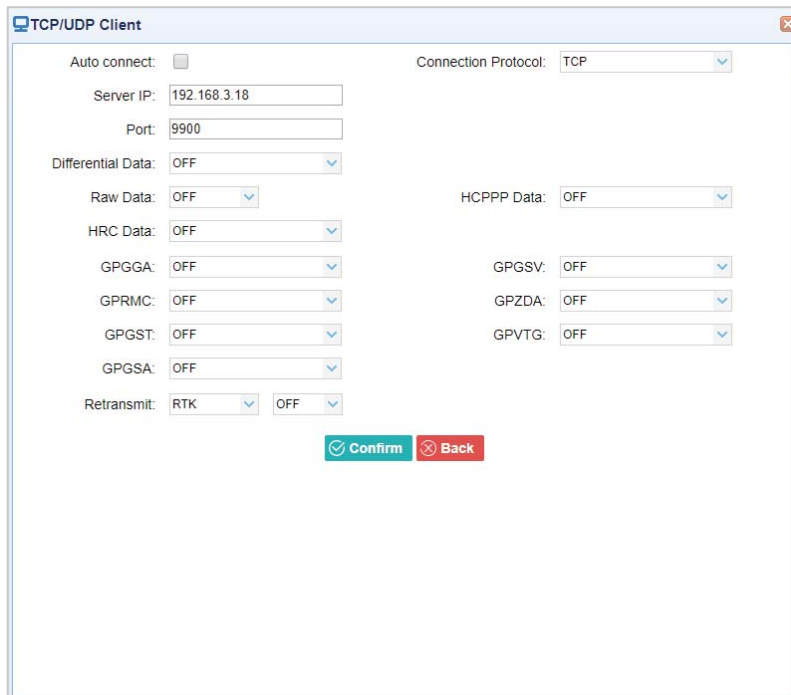 TCP/UDP Client
Auto connect: Connection Protocol: TCP
Server IP: 192.168.3.18
Port: 9900
Differential Data: OFF
Raw Data: OFF HCPPP Data: OFF
HRC Data: OFF
GPGGA: OFF GPGSV: OFF
GPRMC: OFF GPZDA: OFF
GPGST: OFF GPVTG: OFF
GPGSA: OFF
Retransmit: RTK OFF
Confirm Back